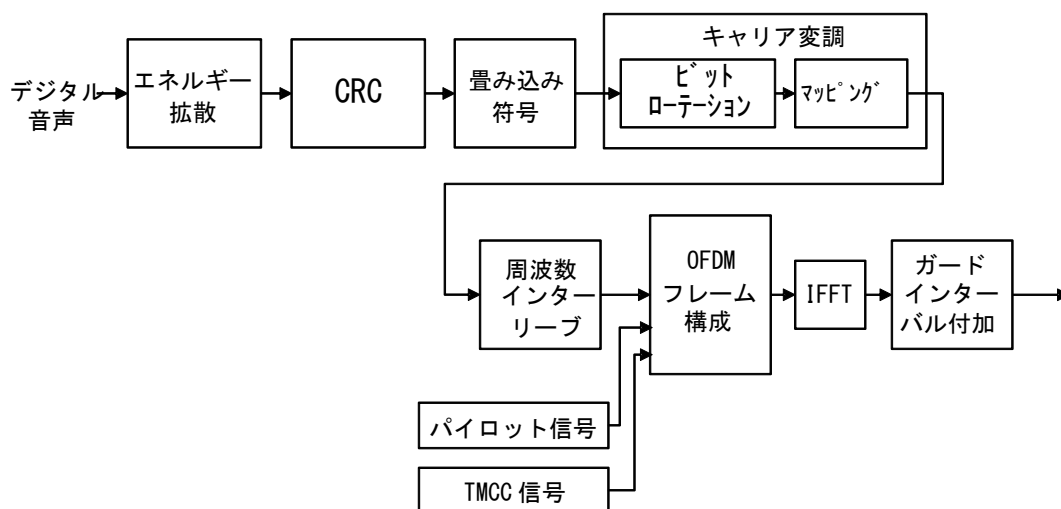 デジタル
音声
エネルギー
拡散
CRC
畳み込み
符号
キャリア変調
ビット
ローテーション
マッピング
周波数
インター
リーブ
OFDM
フレーム
構成
IFFT
ガード
インター
バル付加
パイロット信号
TMCC 信号